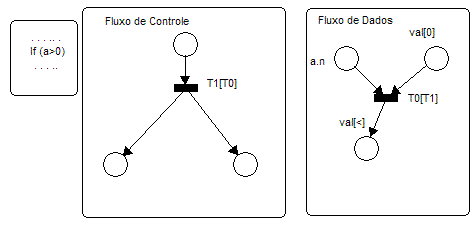 . . . . . .
If (a>0)
. . . . ..
Fluxo de Controle
T1[T0]
Fluxo de Dados
val[0]
a.n
T0[T1]
val[<]